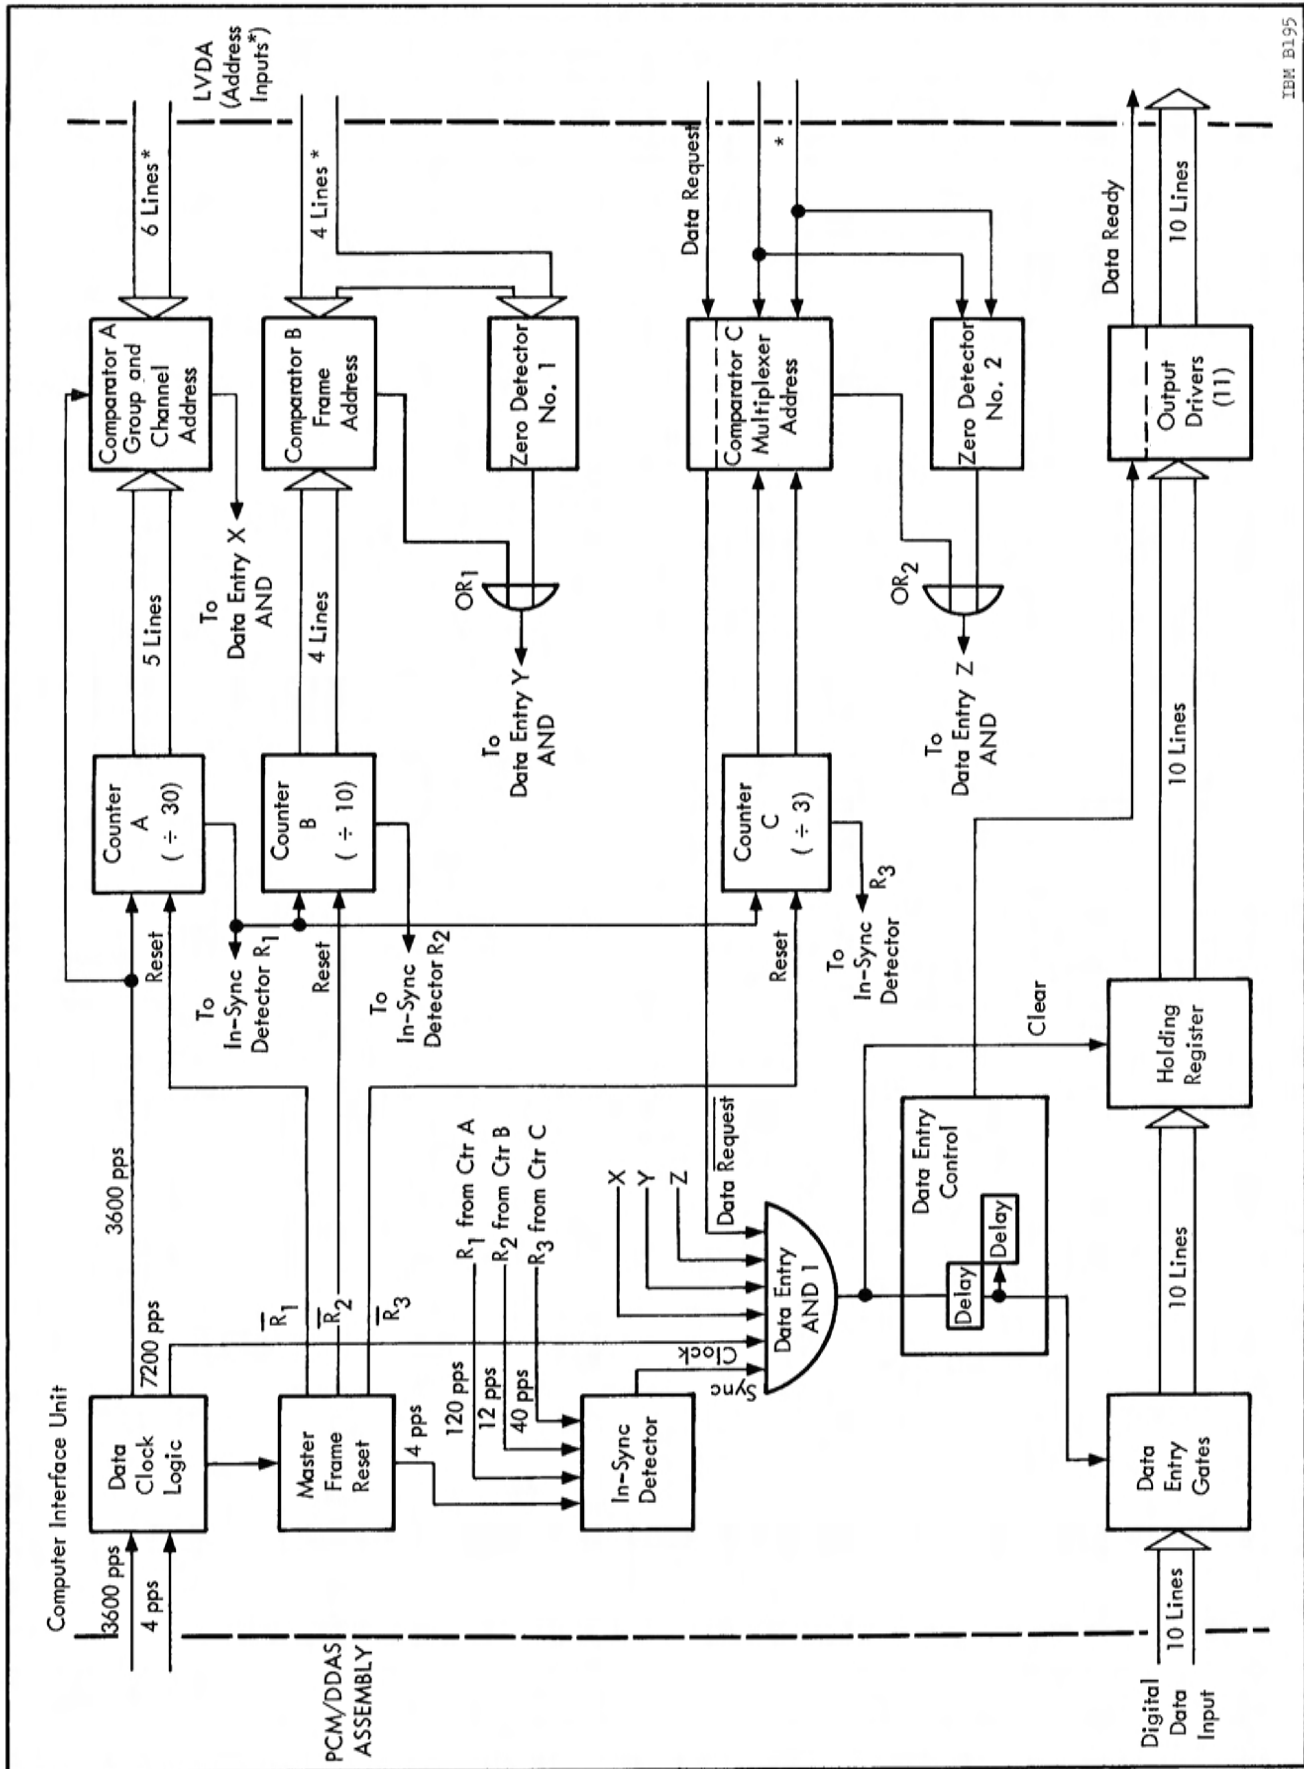 Computer Interface Unit
PCM/DDAS
ASSEMBLY
LVDA
(Address
Inputs*)
3600 pps
4 pps
Data
Clock
Logic
3600 pps
7200 pps
Reset
Counter
A
( ÷ 30)
5 Lines
Comparator A
Group and
Channel
Address
6 Lines *
To
Data Entry X
AND
To
In-Sync
Detector R1
Master
Frame
Reset
R̅1
R̅2
R̅3
4 pps
Reset
Counter
B
( ÷ 10)
4 Lines
Comparator B
Frame
Address
4 Lines *
To
In-Sync
Detector R2
Zero Detector
No. 1
OR1
To
Data Entry Y
AND
120 pps
12 pps
40 pps
R1 from Ctr A
R2 from Ctr B
R3 from Ctr C
In-Sync
Detector
Sync
Clock
X
Y
Z
Data Request
Data Entry
AND 1
Reset
Counter
C
( ÷ 3)
To
In-Sync
Detector
R3
Comparator C
Multiplexer
Address
Data Request
*
Zero Detector
No. 2
OR2
To
Data Entry Z
AND
Data Entry
Control
Delay
Delay
Clear
Digital
Data
Input
10 Lines
Data
Entry
Gates
10 Lines
Holding
Register
10 Lines
Output
Drivers
(11)
Data Ready
10 Lines
IBM B195